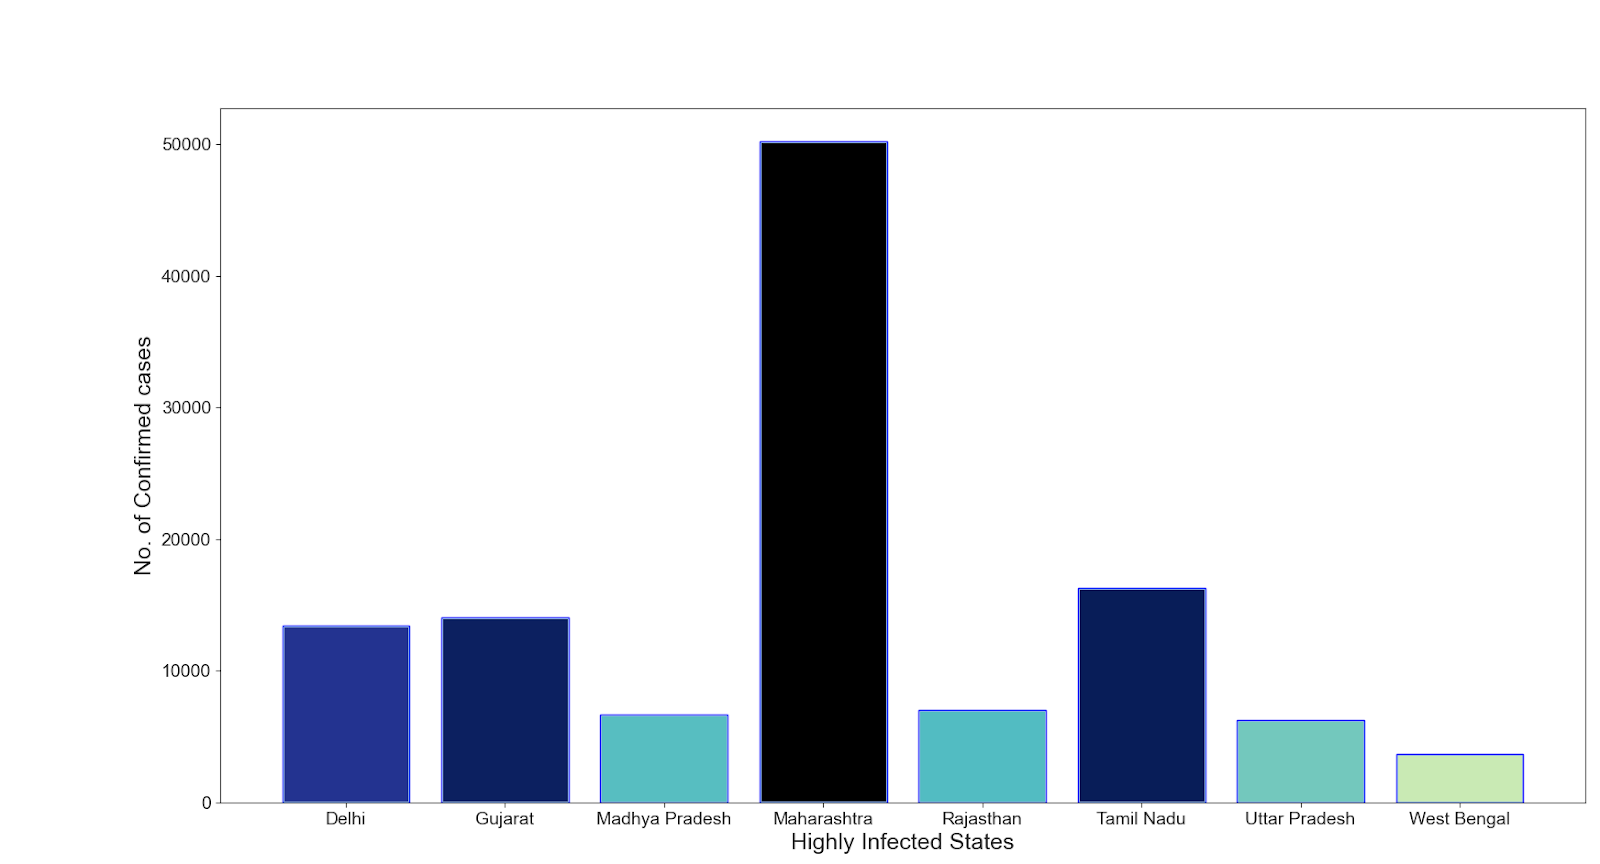 50000
40000
30000
20000
10000
0
No. of Confirmed cases
Delhi Gujarat Madhya Pradesh Maharashtra Rajasthan Tamil Nadu Uttar Pradesh West Bengal
Highly Infected States